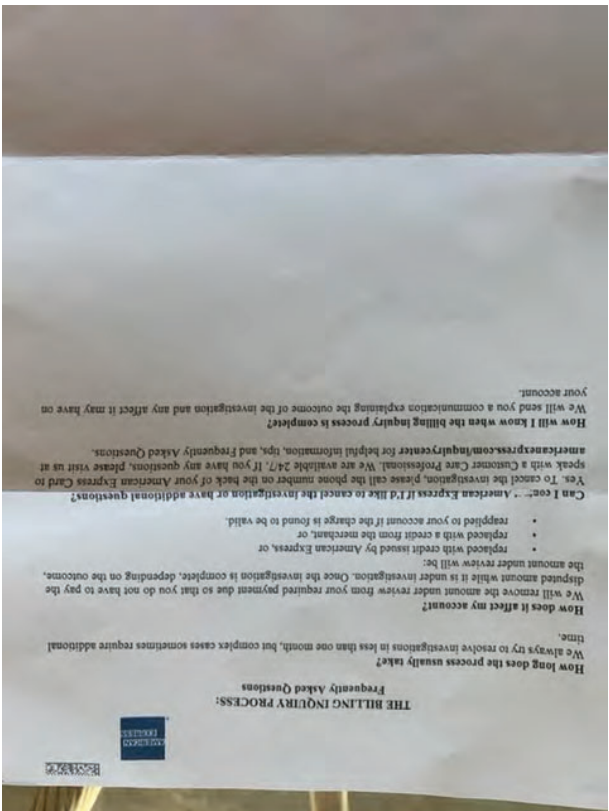 AMERICAN
EXPRESS
THE BILLING INQUIRY PROCESS:
Frequently Asked Questions
How long does the process usually take?
We always try to resolve investigations in less than one month, but complex cases sometimes require additional
time.
How does it affect my account?
We will remove the amount under review from your required payment due so that you do not have to pay the
disputed amount while it is under investigation. Once the investigation is complete, depending on the outcome,
the amount under review will be:
• replaced with credit issued by American Express, or
• replaced with a credit from the merchant, or
• reapplied to your account if the charge is found to be valid.
Can I American Express if I'd like to cancel the investigation or have additional questions?
Yes. To cancel the investigation, please call the phone number on the back of your American Express Card to
speak with a Customer Care Professional. We are available 24/7. If you have any questions, please visit us at
americanexpress.com/inquirycenter for helpful information, tips, and Frequently Asked Questions.
How will I know when the billing inquiry process is complete?
We will send you a communication explaining the outcome of the investigation and any affect it may have on
your account.